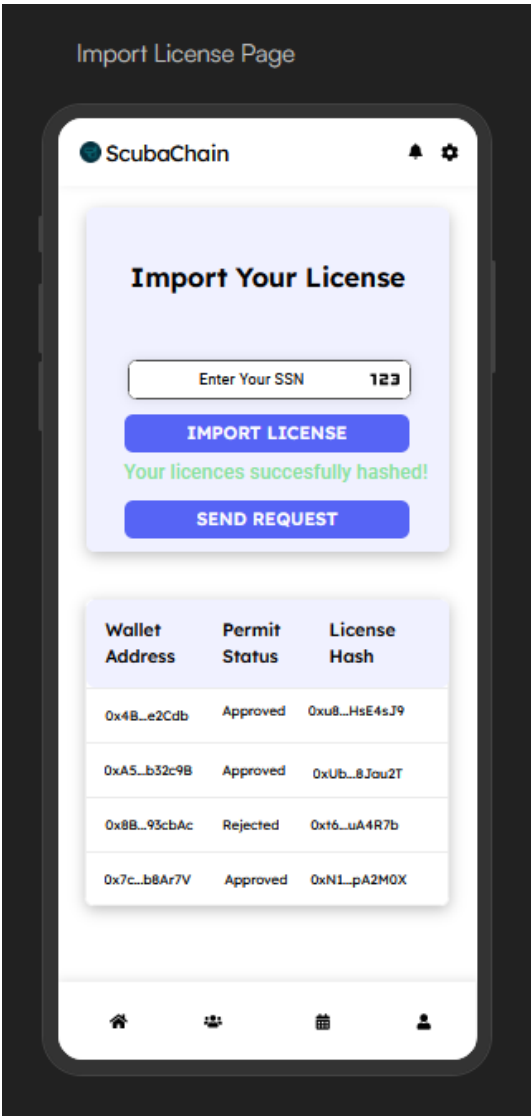 Import License Page
ScubaChain
Import Your License
Enter Your SSN 123
IMPORT LICENSE
Your licences succesfully hashed!
SEND REQUEST
Wallet Address Permit Status License Hash
0x4B...e2Cdb Approved 0xu8...HsE4sJ9
0xA5...b32c9B Approved 0xUb...8Jau2T
0x8B...93cbAc Rejected 0xt6...uA4R7b
0x7c...b8Ar7V Approved 0xN1...pA2M0X